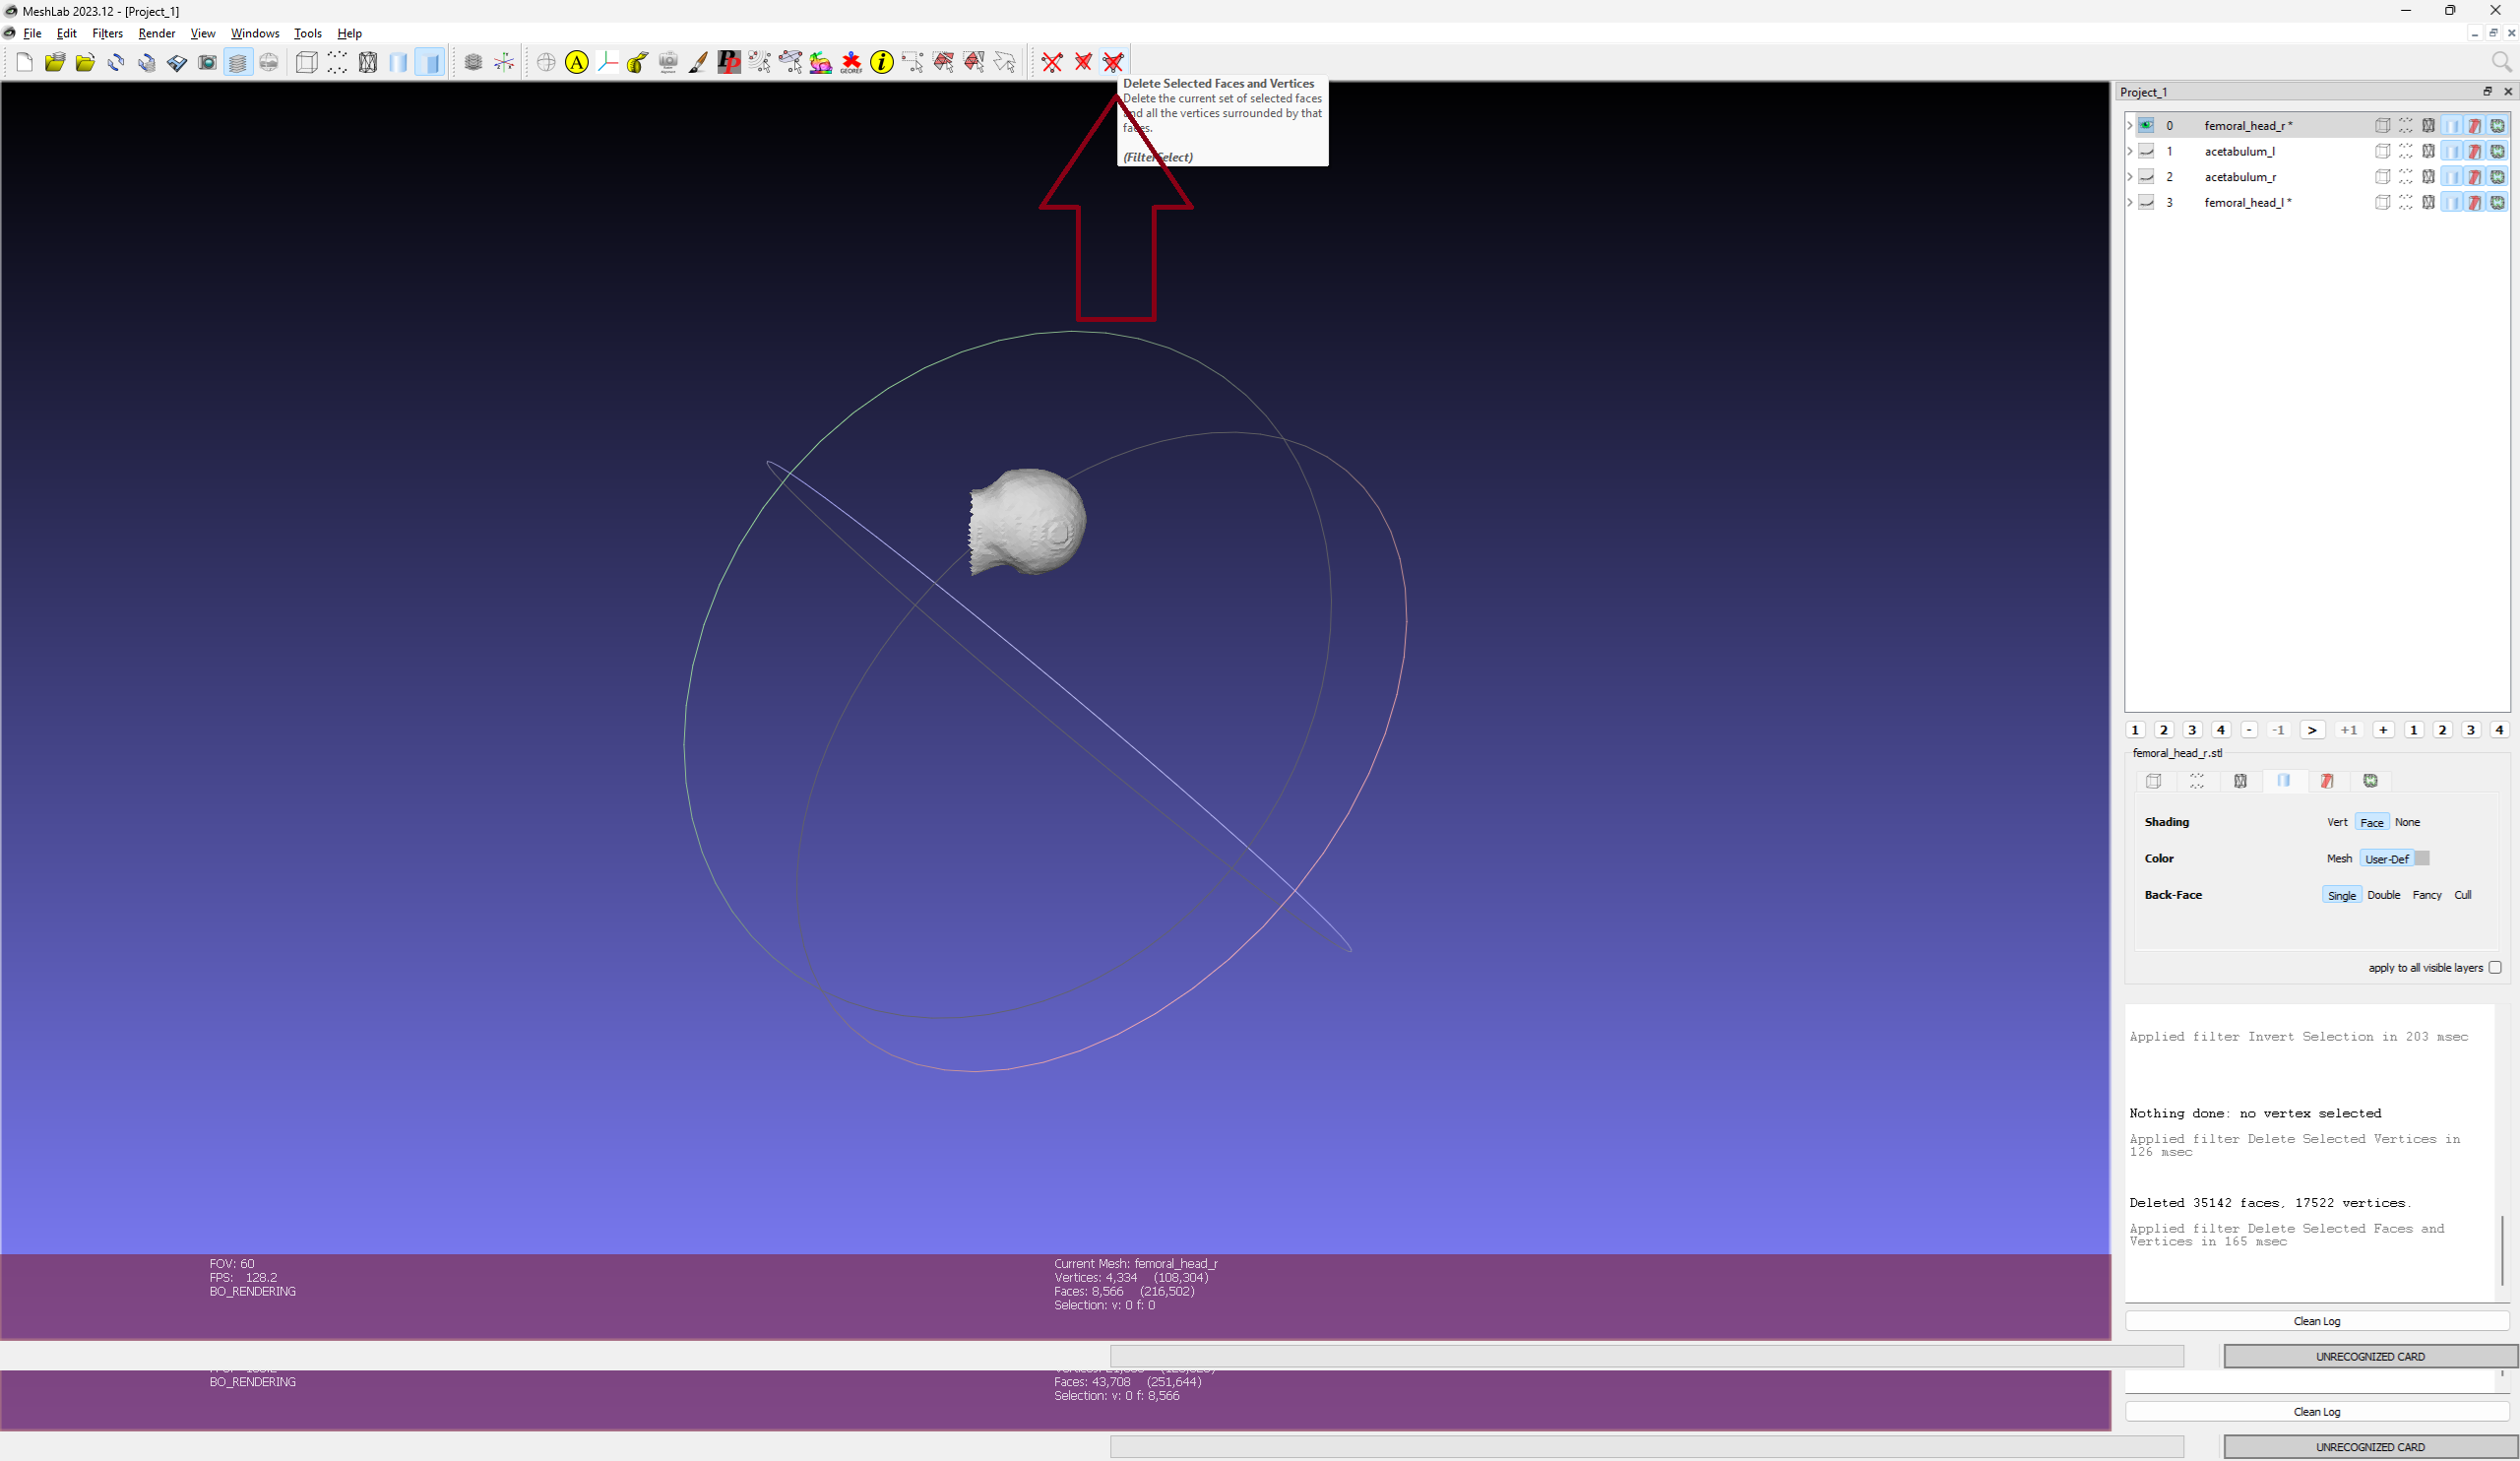 MeshLab 2023.12 - [Project_1]
File Edit Filters Render View Windows Tools Help
A
GEOREF
i
Delete Selected Faces and Vertices
Delete the current set of selected faces
and all the vertices surrounded by that
faces.
(FilterSelect)
Project_1
0 femoral_head_r *
1 acetabulum_l
2 acetabulum_r
3 femoral_head_l *
1 2 3 4 - -1 > +1 + 1 2 3 4
femoral_head_r.stl
Shading Vert Face None
Color Mesh User-Def
Back-Face Single Double Fancy Cull
apply to all visible layers
Applied filter Invert Selection in 203 msec
Nothing done: no vertex selected
Applied filter Delete Selected Vertices in
126 msec
Deleted 35142 faces, 17522 vertices.
Applied filter Delete Selected Faces and
Vertices in 165 msec
Clean Log
UNRECOGNIZED CARD
FOV: 60
FPS: 128.2
BO_RENDERING
Current Mesh: femoral_head_r
Vertices: 4,334 (108,304)
Faces: 8,566 (216,502)
Selection: v: 0 f: 0
BO_RENDERING
Faces: 43,708 (251,644)
Selection: v: 0 f: 8,566
Clean Log
UNRECOGNIZED CARD